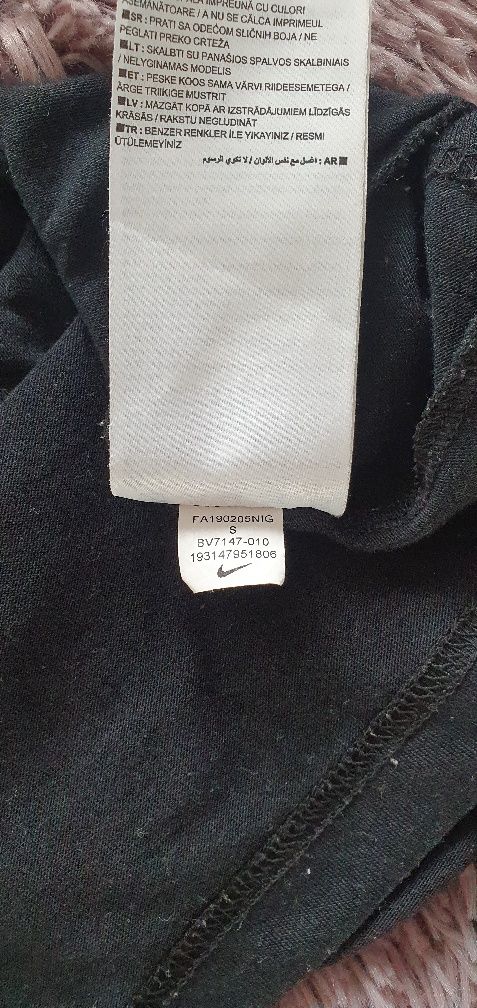 ASEMĂNĂTOARE / A NU SE CĂLCA IMPRIMEUL
■SR : PRATI SA ODEĆOM SLIČNIH BOJA / NE
PEGLATI PREKO CRTEŽA
■LT : SKALBTI SU PANAŠIOS SPALVOS SKALBINIAIS
/ NELYGINAMAS MODELIS
■ET : PESKE KOOS SAMA VÄRVI RIIDEESEMETEGA /
ÄRGE TRIIKIGE MUSTRIT
■LV : MAZGĀT KOPĀ AR IZSTRĀDĀJUMIEM LĪDZĪGĀS
KRĀSĀS / RAKSTU NEGLUDINĀT
■TR : BENZER RENKLER İLE YIKAYINIZ / RESMİ
ÜTÜLEMEYİNİZ
■ AR : اغسل مع نفس الألوان / لا تكوي الرسوم
FA190205NIG
S
BV7147-010
193147951806